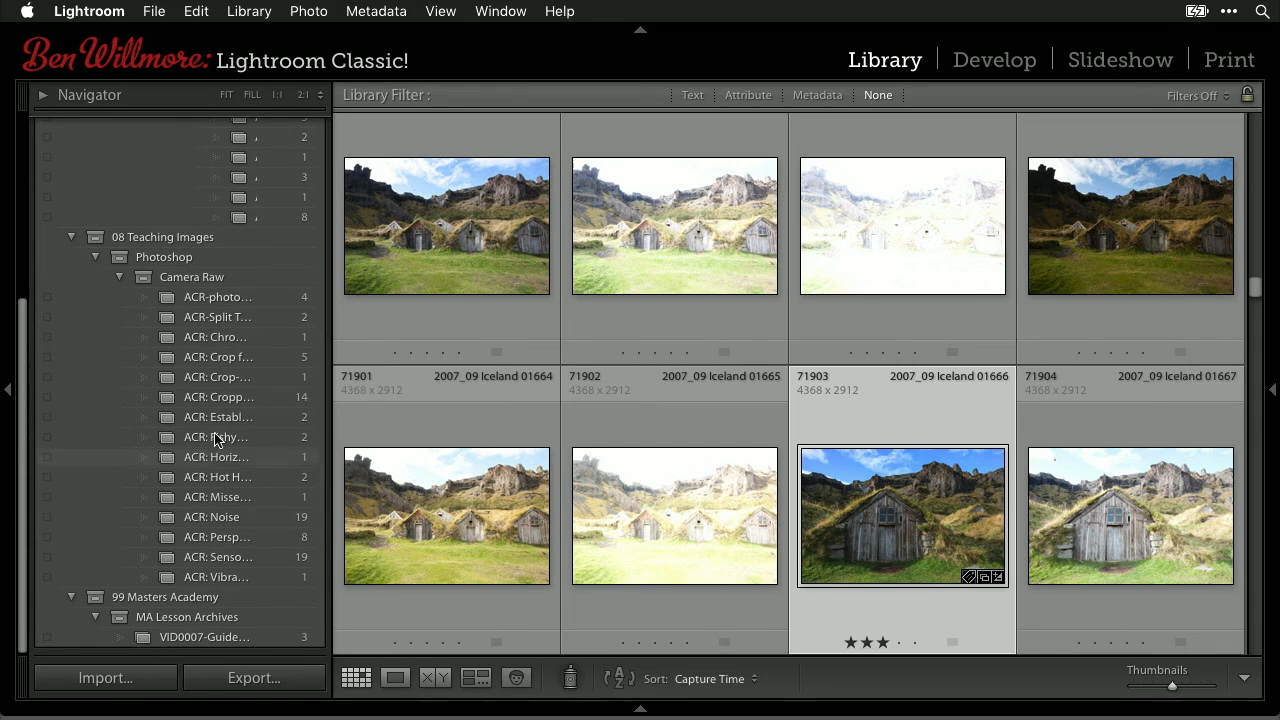 Lightroom File Edit Library Photo Metadata View Window Help
Ben Willmore: Lightroom Classic!
Library Develop Slideshow Print
Navigator FIT FILL 1:1 2:1
Library Filter : Text Attribute Metadata None Filters Off
2
1
3
1
8
08 Teaching Images
Photoshop
Camera Raw
ACR-photo... 4
ACR-Split T... 2
ACR: Chro... 1
ACR: Crop f... 5
ACR: Crop-... 1
ACR: Cropp... 14
ACR: Establ... 2
ACR: 2
ACR: Horiz... 1
ACR: Hot H... 2
ACR: Misse... 1
ACR: Noise 19
ACR: Persp... 8
ACR: Senso... 19
ACR: Vibra... 1
99 Masters Academy
MA Lesson Archives
VID0007-Guide... 3
Import... Export...
71901 2007_09 Iceland 01664
4368 x 2912
71902 2007_09 Iceland 01665
4368 x 2912
71903 2007_09 Iceland 01666
4368 x 2912
71904 2007_09 Iceland 01667
4368 x 2912
XY
Sort: Capture Time
Thumbnails